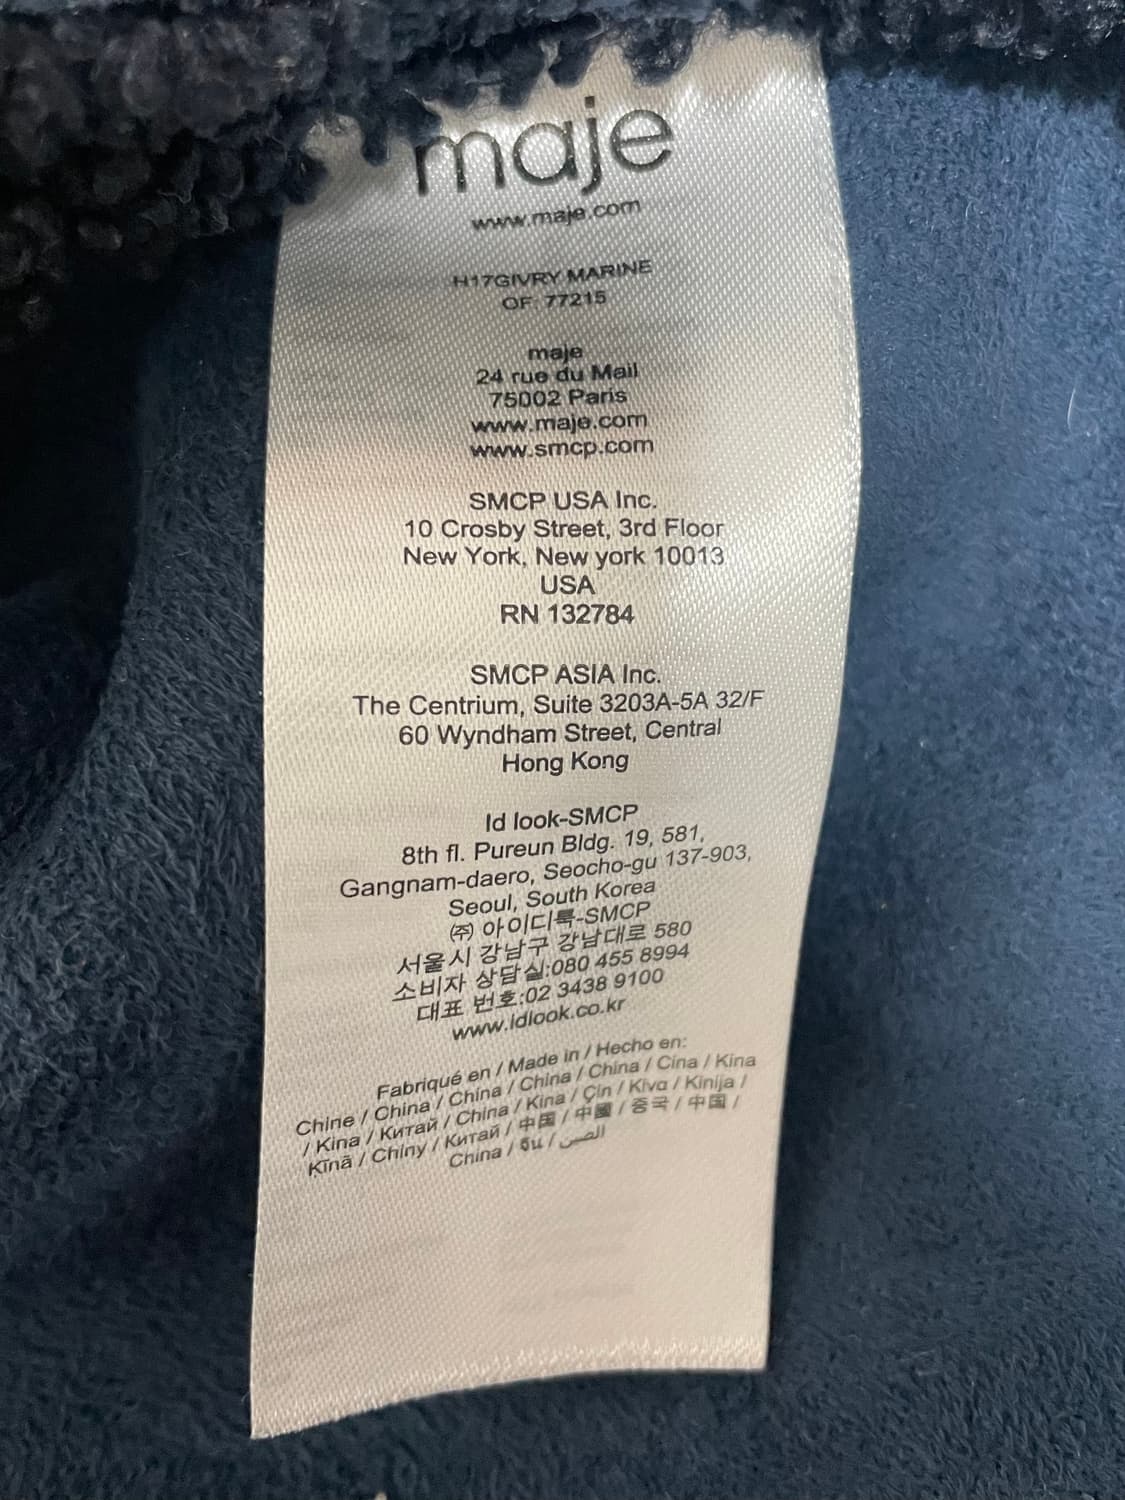 maje
www.maje.com
H17GIVRY MARINE
OF: 77215
maje
24 rue du Mail
75002 Paris
www.maje.com
www.smcp.com
SMCP USA Inc.
10 Crosby Street, 3rd Floor
New York, New york 10013
USA
RN 132784
SMCP ASIA Inc.
The Centrium, Suite 3203A-5A 32/F
60 Wyndham Street, Central
Hong Kong
Id look-SMCP
8th fl. Pureun Bldg. 19, 581,
Gangnam-daero, Seocho-gu 137-903,
Seoul, South Korea
㈜ 아이디룩-SMCP
서울시 강남구 강남대로 580
소비자 상담실:080 455 8994
대표 번호:02 3438 9100
www.idlook.co.kr
Fabriqué en / Made in / Hecho en:
Chine / China / China / China / China / Cina / Kina
/ Kina / Китай / China / Kina / Çin / Kίνα / Kinija /
Ķīnā / Chiny / Китай / 中国 / 中國 / 중국 / 中国 /
China / จีน / الصين